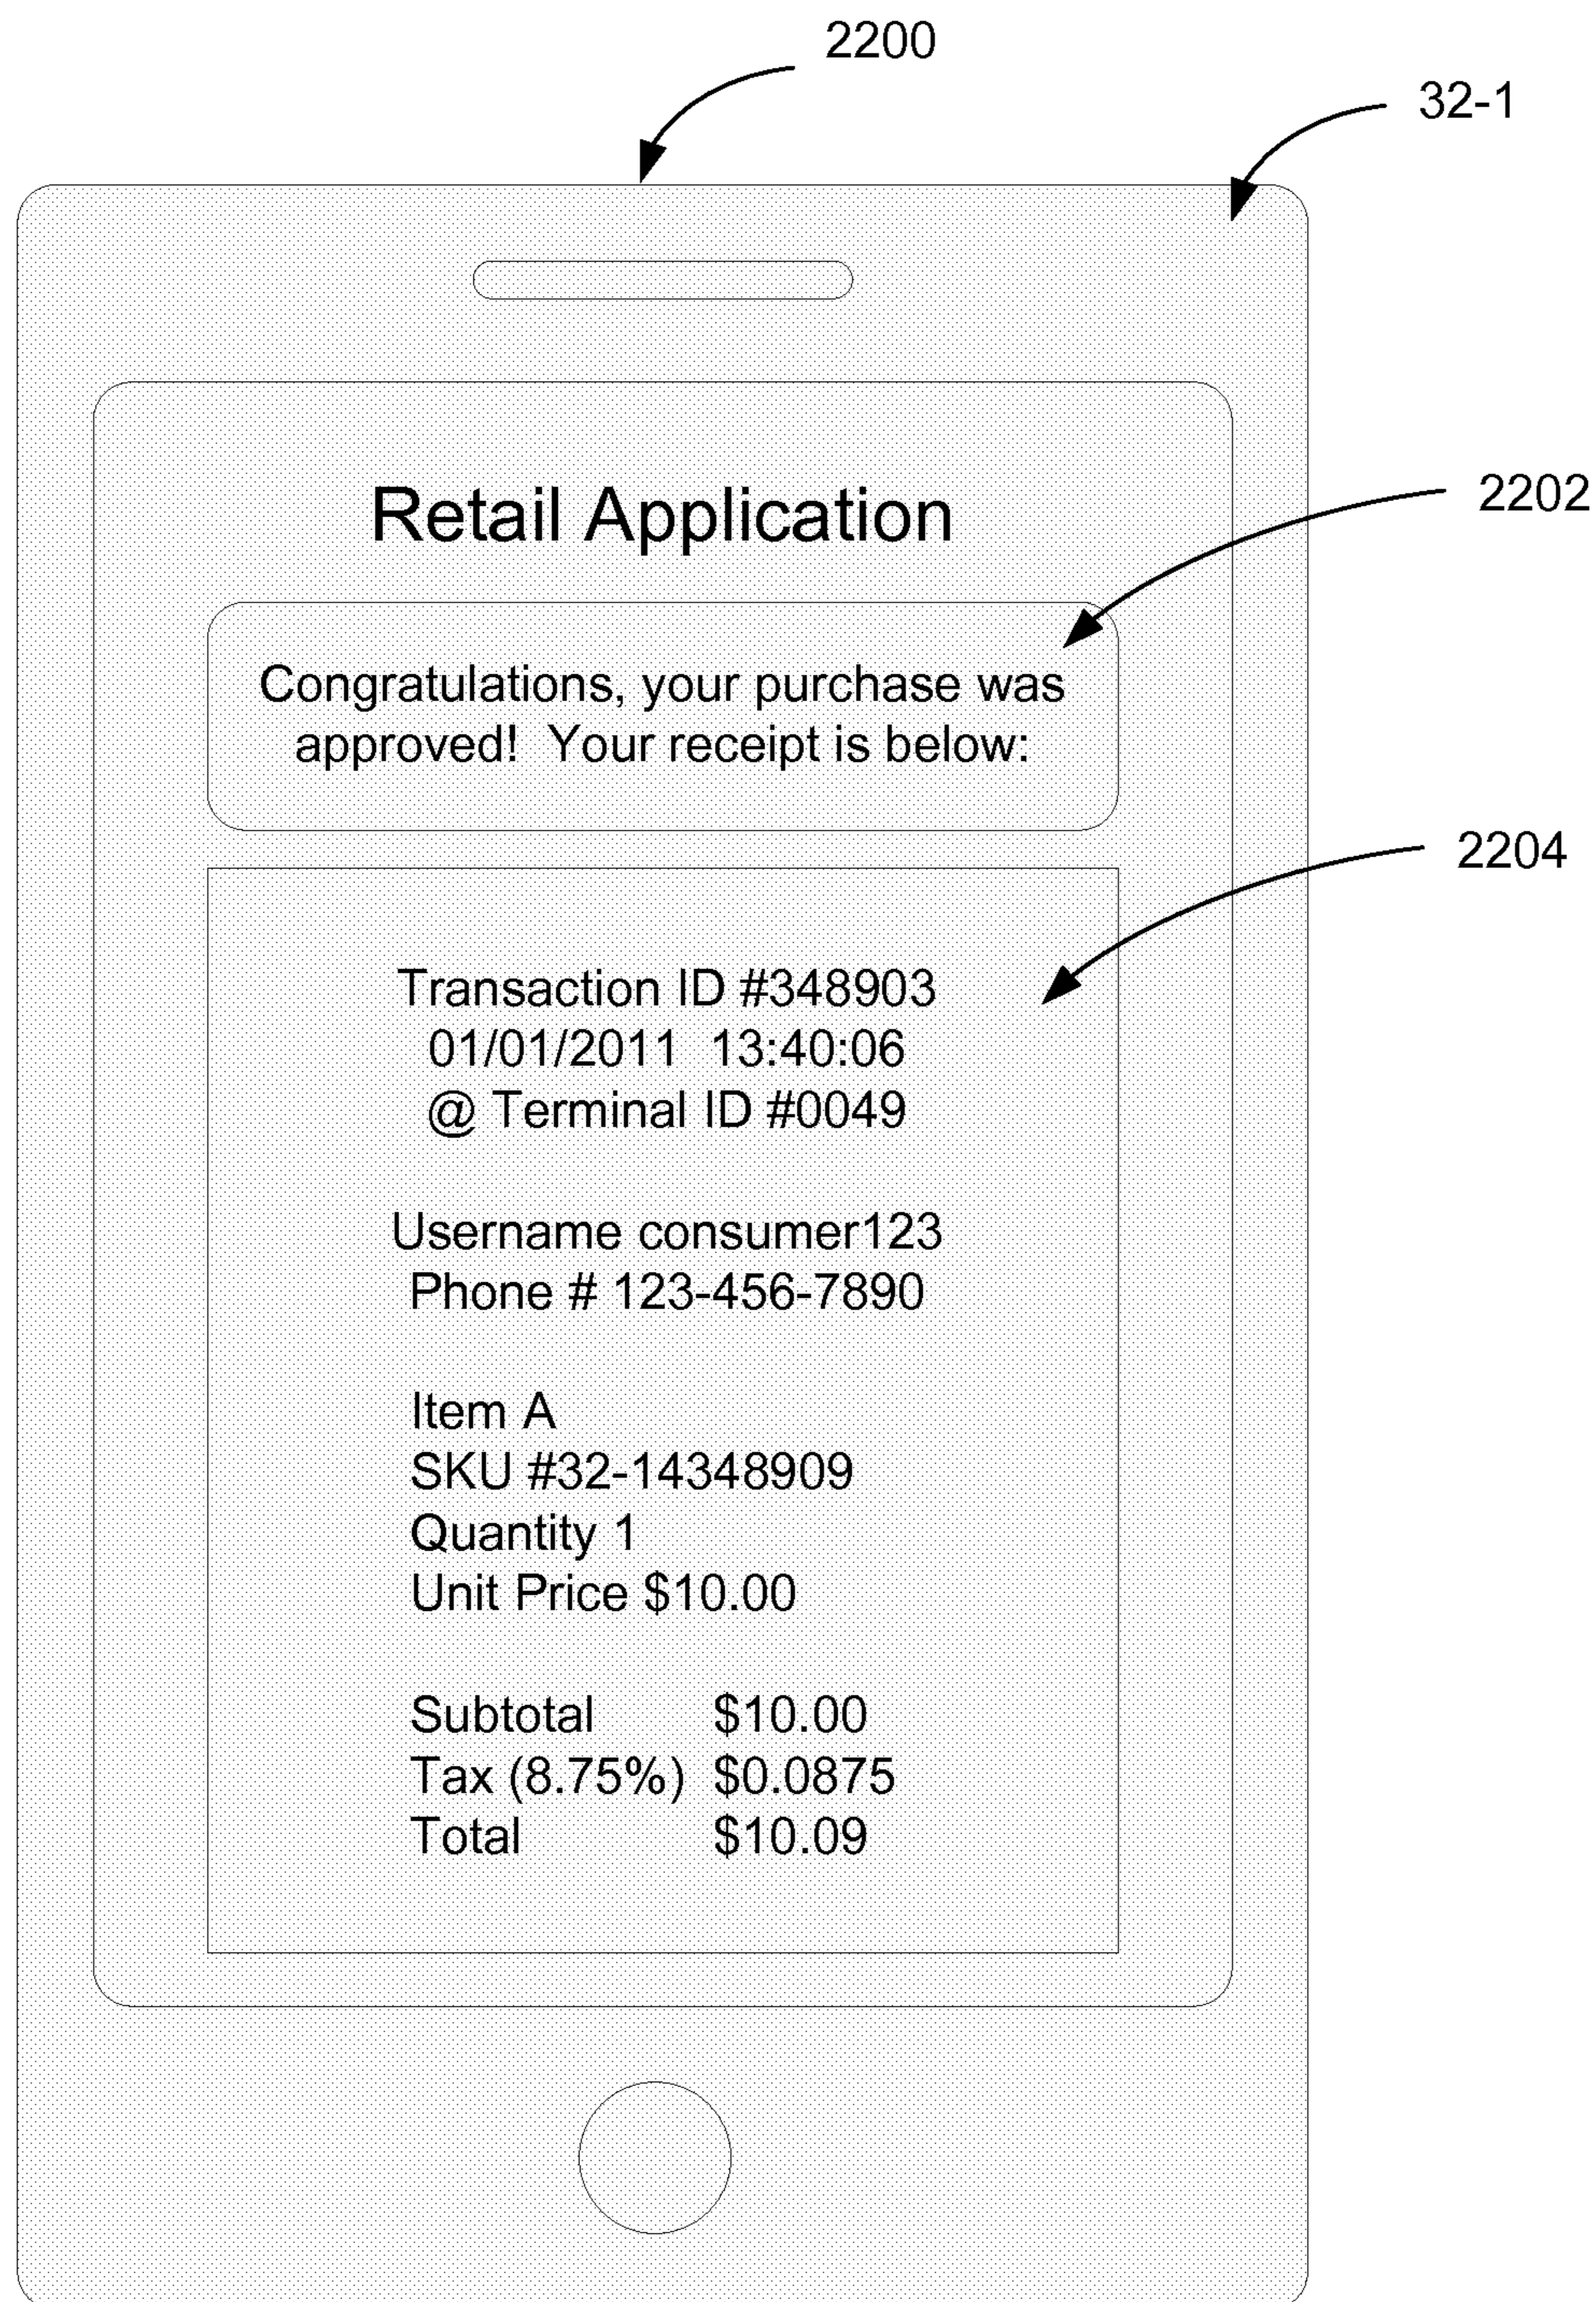 2200
32-1
Retail Application
2202
Congratulations, your purchase was
approved!  Your receipt is below:
2204
Transaction ID #348903
01/01/2011  13:40:06
@ Terminal ID #0049
Username consumer123
Phone # 123-456-7890
Item A
SKU #32-14348909
Quantity 1
Unit Price $10.00
Subtotal $10.00
Tax (8.75%) $0.0875
Total $10.09